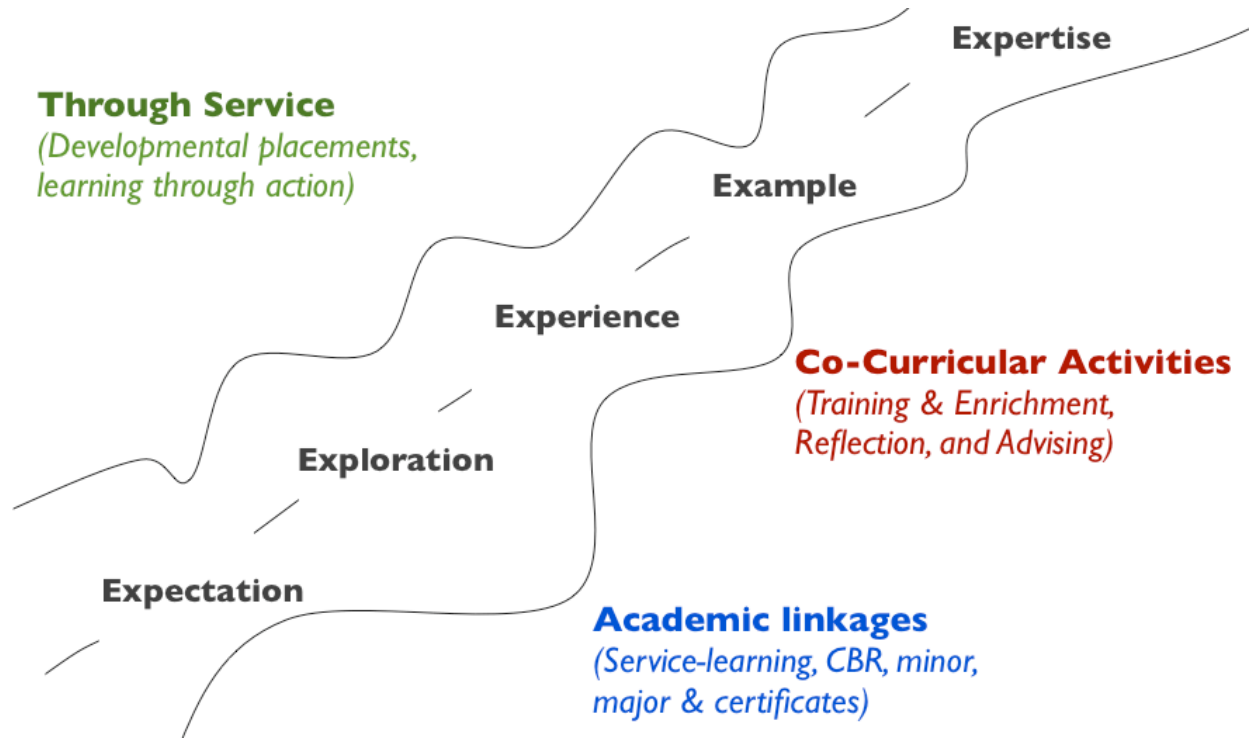 Expertise
Through Service
(Developmental placements,
learning through action)
Example
Experience
Co-Curricular Activities
(Training & Enrichment,
Reflection, and Advising)
Exploration
Expectation
Academic linkages
(Service-learning, CBR, minor,
major & certificates)